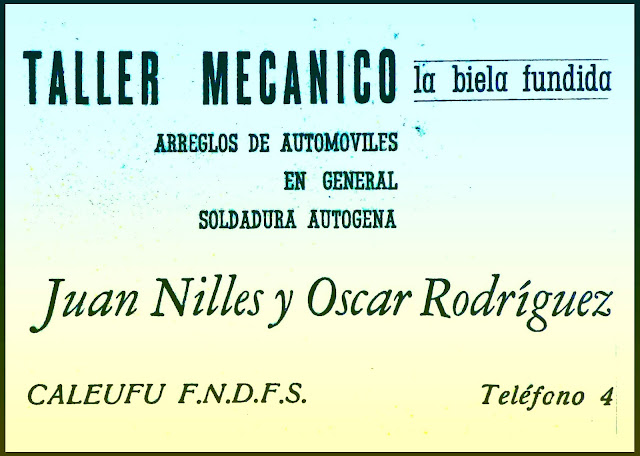 TALLER MECANICO la biela fundida
ARREGLOS DE AUTOMOVILES
EN GENERAL
SOLDADURA AUTOGENA
Juan Nilles y Oscar Rodríguez
CALEUFU F.N.D.F.S. Teléfono 4